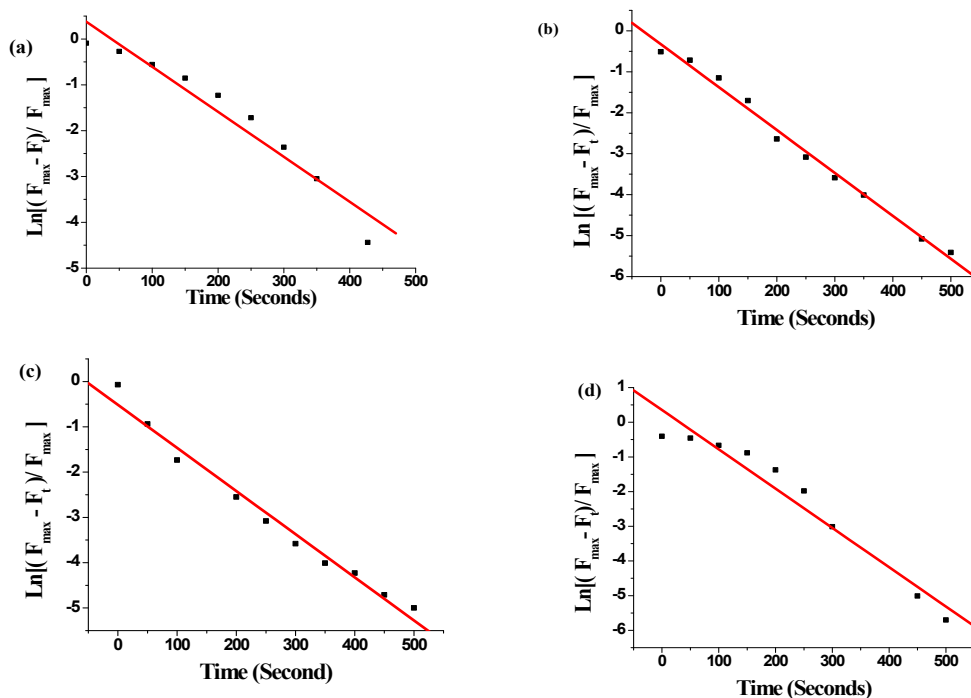 (a)
Ln[( F_max - F_t)/ F_max ]
0
-1
-2
-3
-4
-5
0 100 200 300 400 500
Time (Seconds)
(b)
Ln [( F_max - F_t )/ F_max ]
0
-1
-2
-3
-4
-5
-6
0 100 200 300 400 500
Time (Seconds)
(c)
Ln[( F_max - F_t )/ F_max ]
0
-1
-2
-3
-4
-5
0 100 200 300 400 500
Time (Second)
(d)
Ln[( F_max - F_t)/ F_max ]
1
0
-1
-2
-3
-4
-5
-6
0 100 200 300 400 500
Time (Seconds)